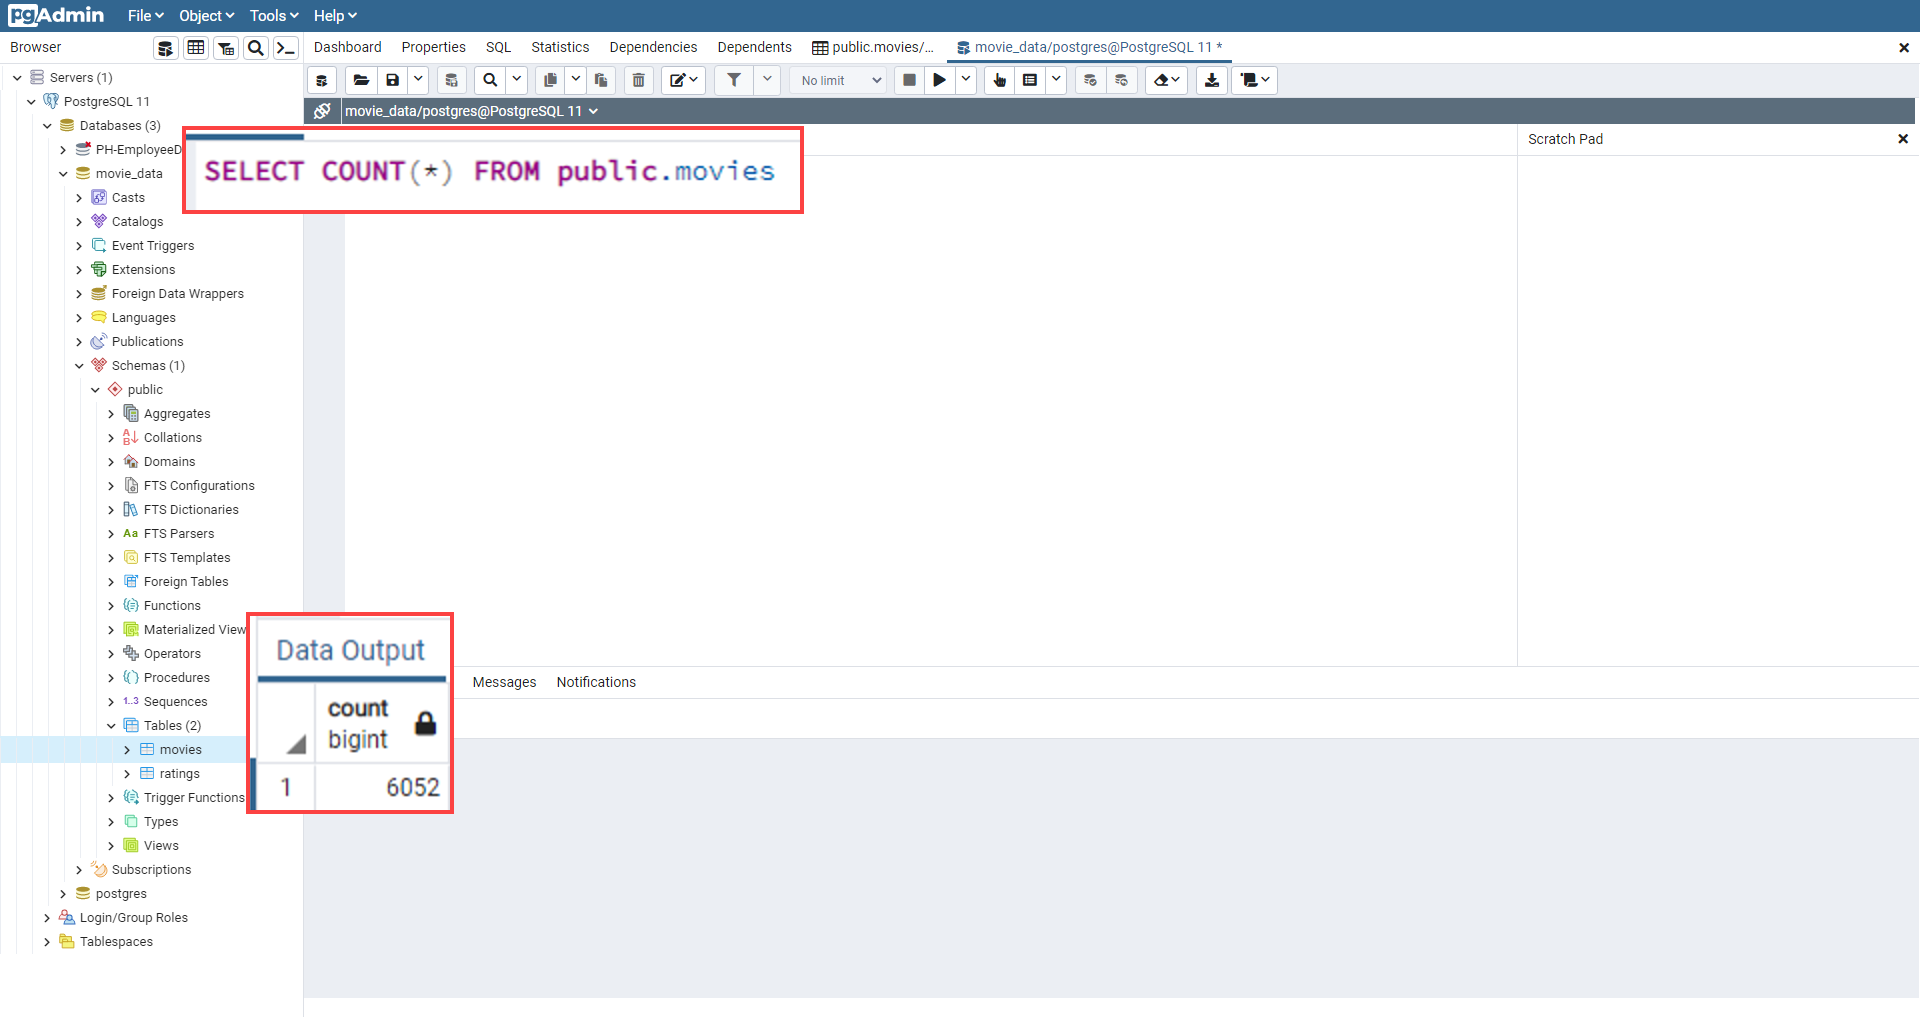 pgAdmin File Object Tools Help
Browser
Dashboard Properties SQL Statistics Dependencies Dependents public.movies/... movie_data/postgres@PostgreSQL 11 *
No limit
movie_data/postgres@PostgreSQL 11
Scratch Pad
SELECT COUNT(*) FROM public.movies
Servers (1)
PostgreSQL 11
Databases (3)
PH-EmployeeD
movie_data
Casts
Catalogs
Event Triggers
Extensions
Foreign Data Wrappers
Languages
Publications
Schemas (1)
public
Aggregates
Collations
Domains
FTS Configurations
FTS Dictionaries
Aa FTS Parsers
FTS Templates
Foreign Tables
Functions
Materialized View
Operators
Procedures
1..3 Sequences
Tables (2)
movies
ratings
Trigger Functions
Types
Views
Subscriptions
postgres
Login/Group Roles
Tablespaces
Data Output Messages Notifications
count
bigint
1 6052